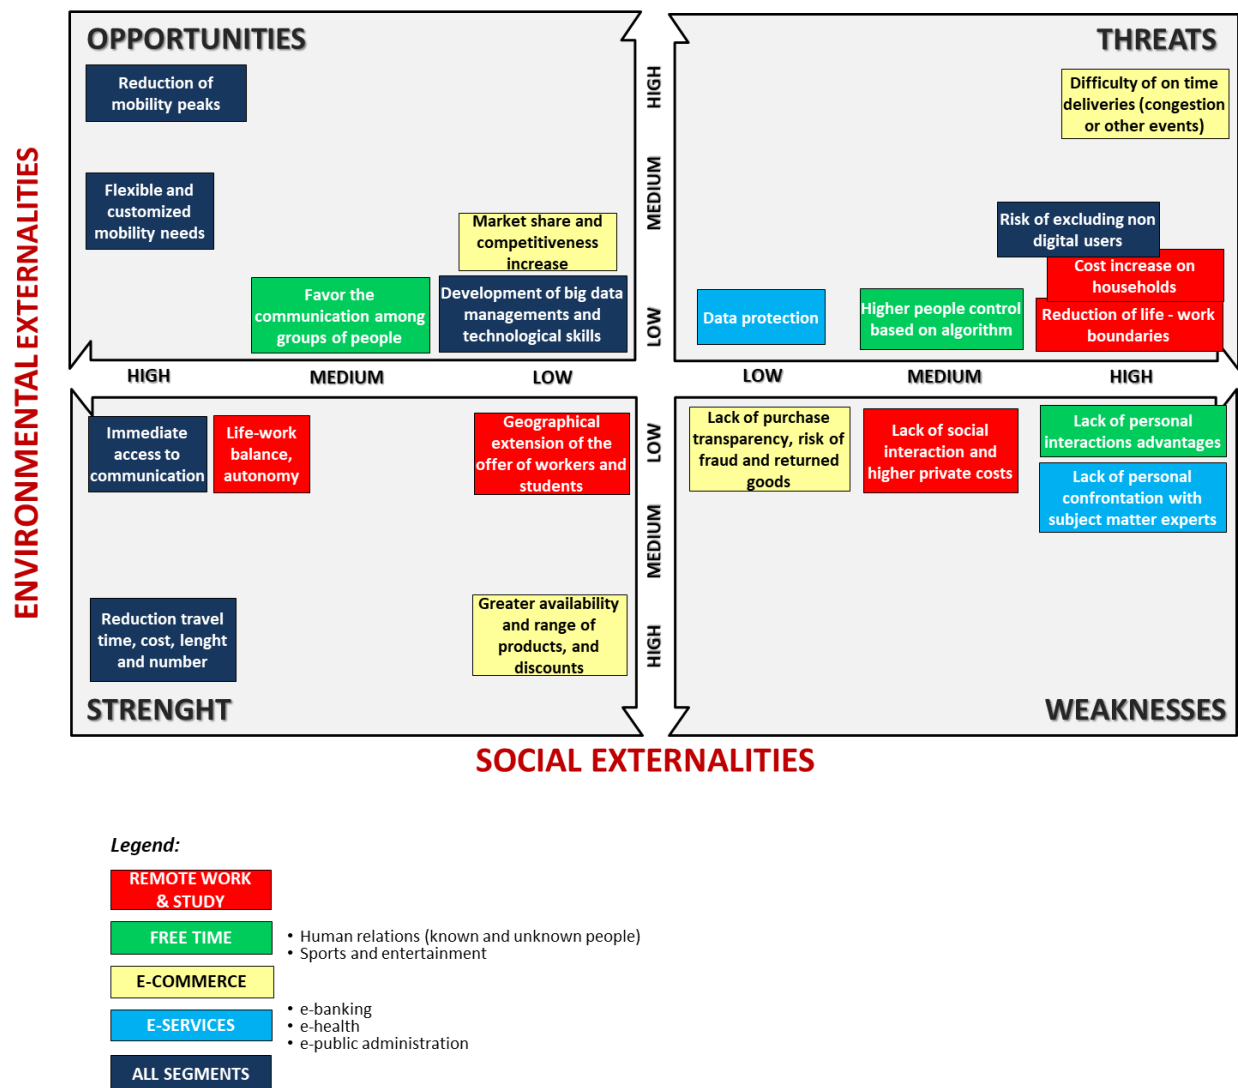 OPPORTUNITIES
Reduction of
mobility peaks
Flexible and
customized
mobility needs
Market share and
competitiveness
increase
Favor the
communication among
groups of people
Development of big data
managements and
technological skills
HIGH
MEDIUM
LOW
THREATS
Difficulty of on time
deliveries (congestion
or other events)
Risk of excluding non
digital users
Cost increase on
households
Data protection
Higher people control
based on algorithm
Reduction of life - work
boundaries
HIGH
MEDIUM
LOW
LOW
MEDIUM
HIGH
ENVIRONMENTAL EXTERNALITIES
Immediate
access to
communication
Life-work
balance,
autonomy
Geographical
extension of the
offer of workers and
students
Reduction travel
time, cost, lenght
and number
Greater availability
and range of
products, and
discounts
STRENGHT
LOW
MEDIUM
HIGH
Lack of purchase
transparency, risk of
fraud and returned
goods
Lack of social
interaction and
higher private costs
Lack of personal
interactions advantages
Lack of personal
confrontation with
subject matter experts
WEAKNESSES
SOCIAL EXTERNALITIES
Legend:
REMOTE WORK
& STUDY
FREE TIME
• Human relations (known and unknown people)
• Sports and entertainment
E-COMMERCE
E-SERVICES
• e-banking
• e-health
• e-public administration
ALL SEGMENTS